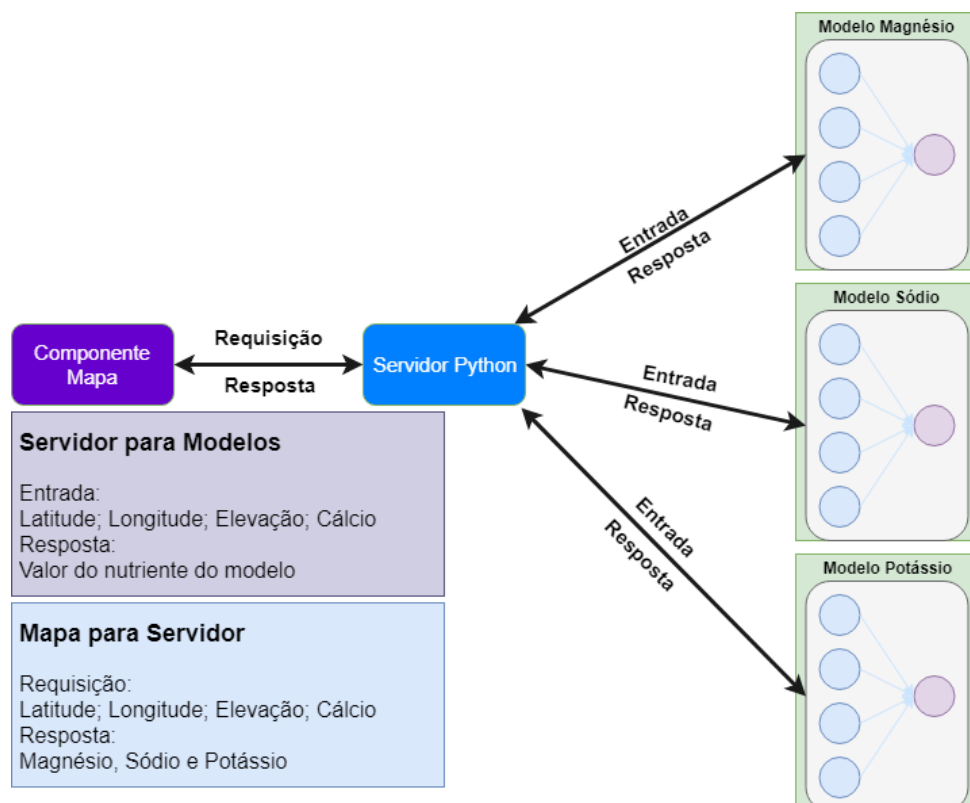 Modelo Magnésio
Entrada
Resposta
Modelo Sódio
Componente
Mapa
Requisição
Resposta
Servidor Python
Entrada
Resposta
Servidor para Modelos
Entrada:
Latitude; Longitude; Elevação; Cálcio
Resposta:
Valor do nutriente do modelo
Entrada
Resposta
Modelo Potássio
Mapa para Servidor
Requisição:
Latitude; Longitude; Elevação; Cálcio
Resposta:
Magnésio, Sódio e Potássio